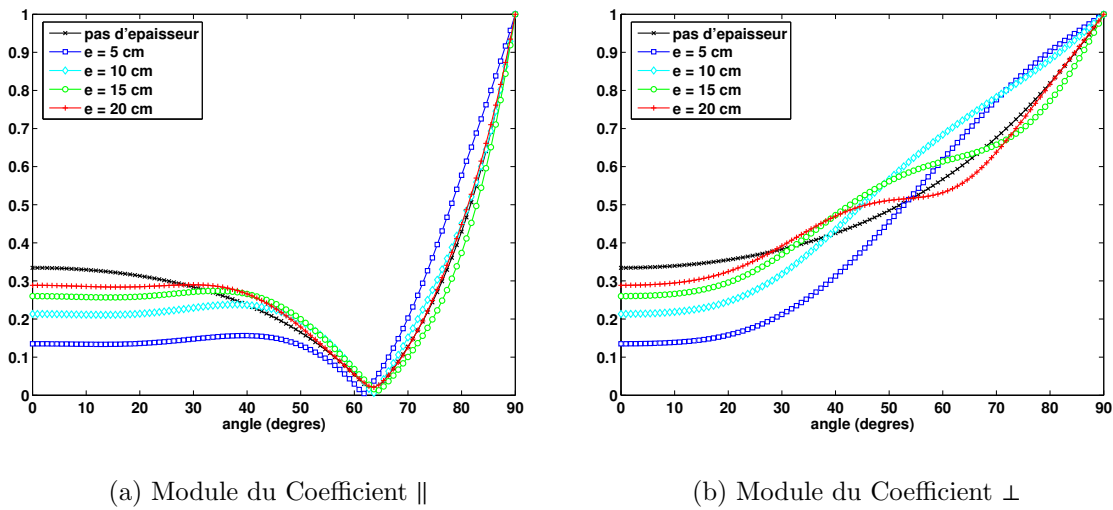 1
0.9
0.8
0.7
0.6
0.5
0.4
0.3
0.2
0.1
0
pas d'epaisseur
e = 5 cm
e = 10 cm
e = 15 cm
e = 20 cm
0 10 20 30 40 50 60 70 80 90
angle (degres)
(a) Module du Coefficient ∥
1
0.9
0.8
0.7
0.6
0.5
0.4
0.3
0.2
0.1
0
pas d'epaisseur
e = 5 cm
e = 10 cm
e = 15 cm
e = 20 cm
0 10 20 30 40 50 60 70 80 90
angle (degres)
(b) Module du Coefficient ⊥